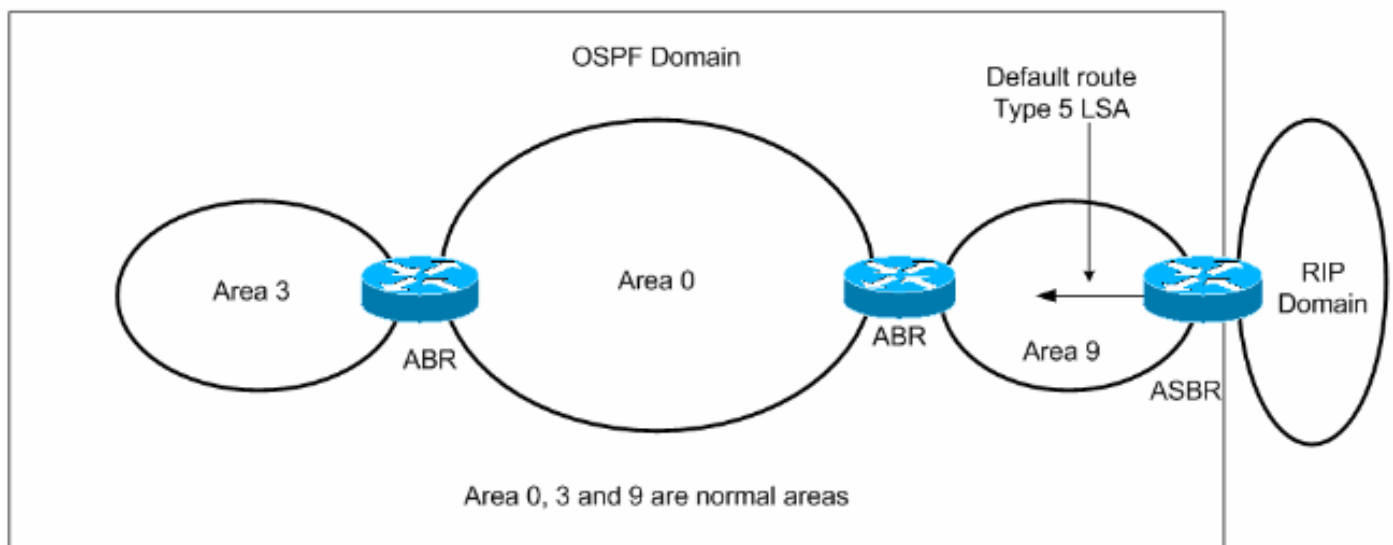 OSPF Domain
Default route
Type 5 LSA
Area 3
Area 0
RIP
Domain
ABR
ABR
Area 9
ASBR
Area 0, 3 and 9 are normal areas